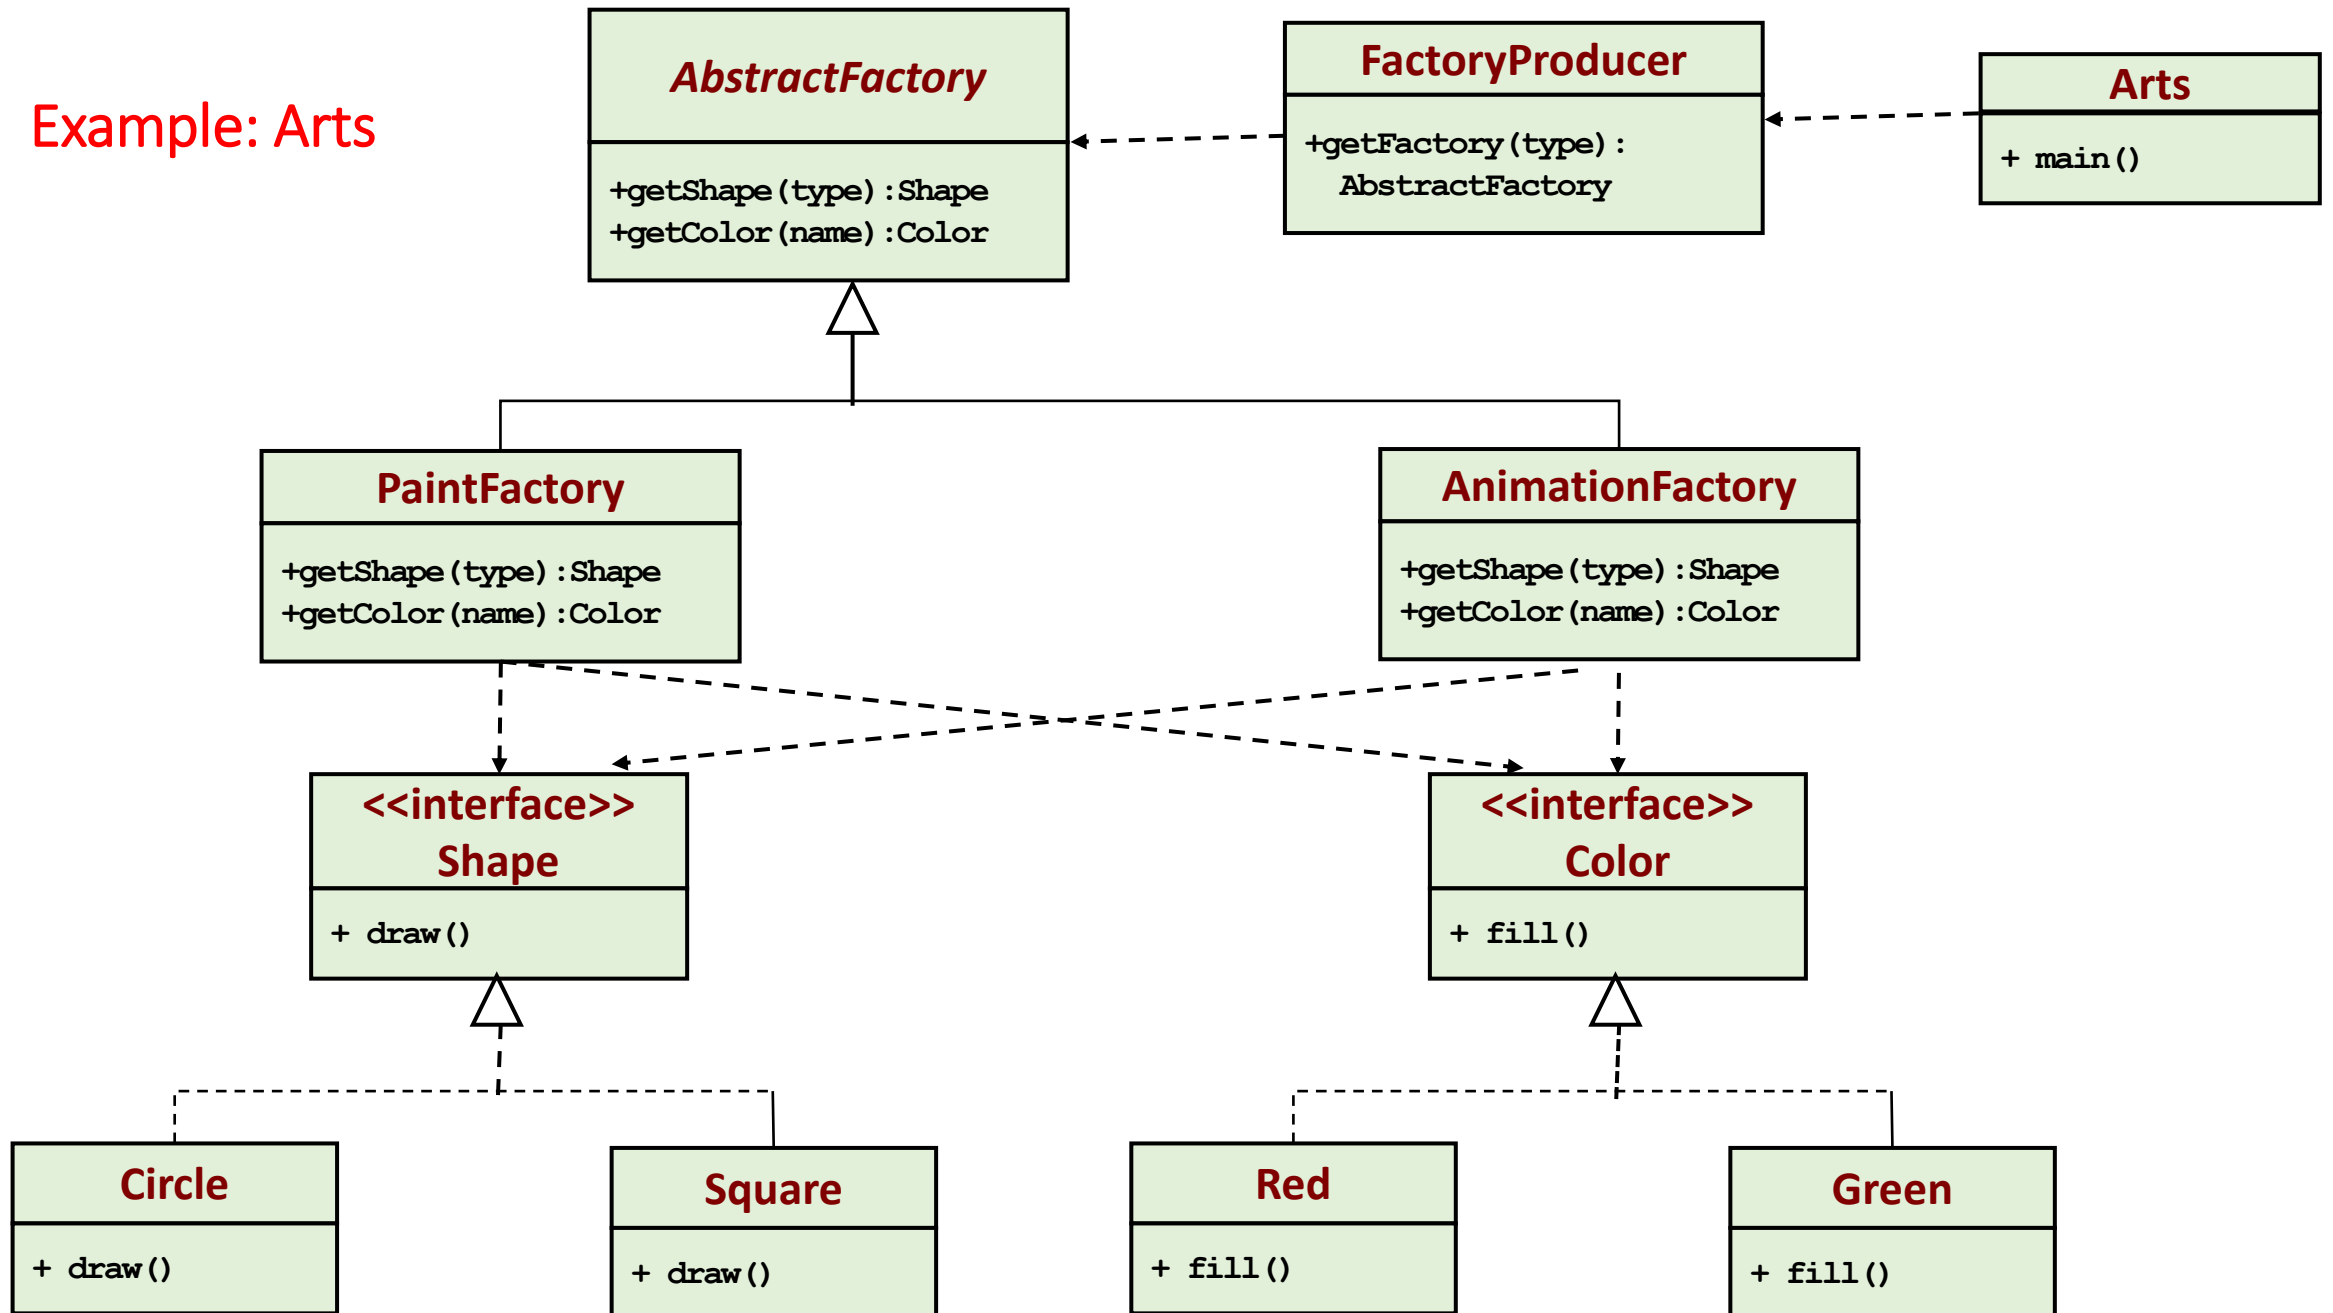 Example: Arts
AbstractFactory
+getShape(type):Shape
+getColor(name):Color
FactoryProducer
+getFactory(type):
AbstractFactory
Arts
+ main()
PaintFactory
+getShape(type):Shape
+getColor(name):Color
AnimationFactory
+getShape(type):Shape
+getColor(name):Color
<<interface>>
Shape
+ draw()
<<interface>>
Color
+ fill()
Circle
+ draw()
Square
+ draw()
Red
+ fill()
Green
+ fill()